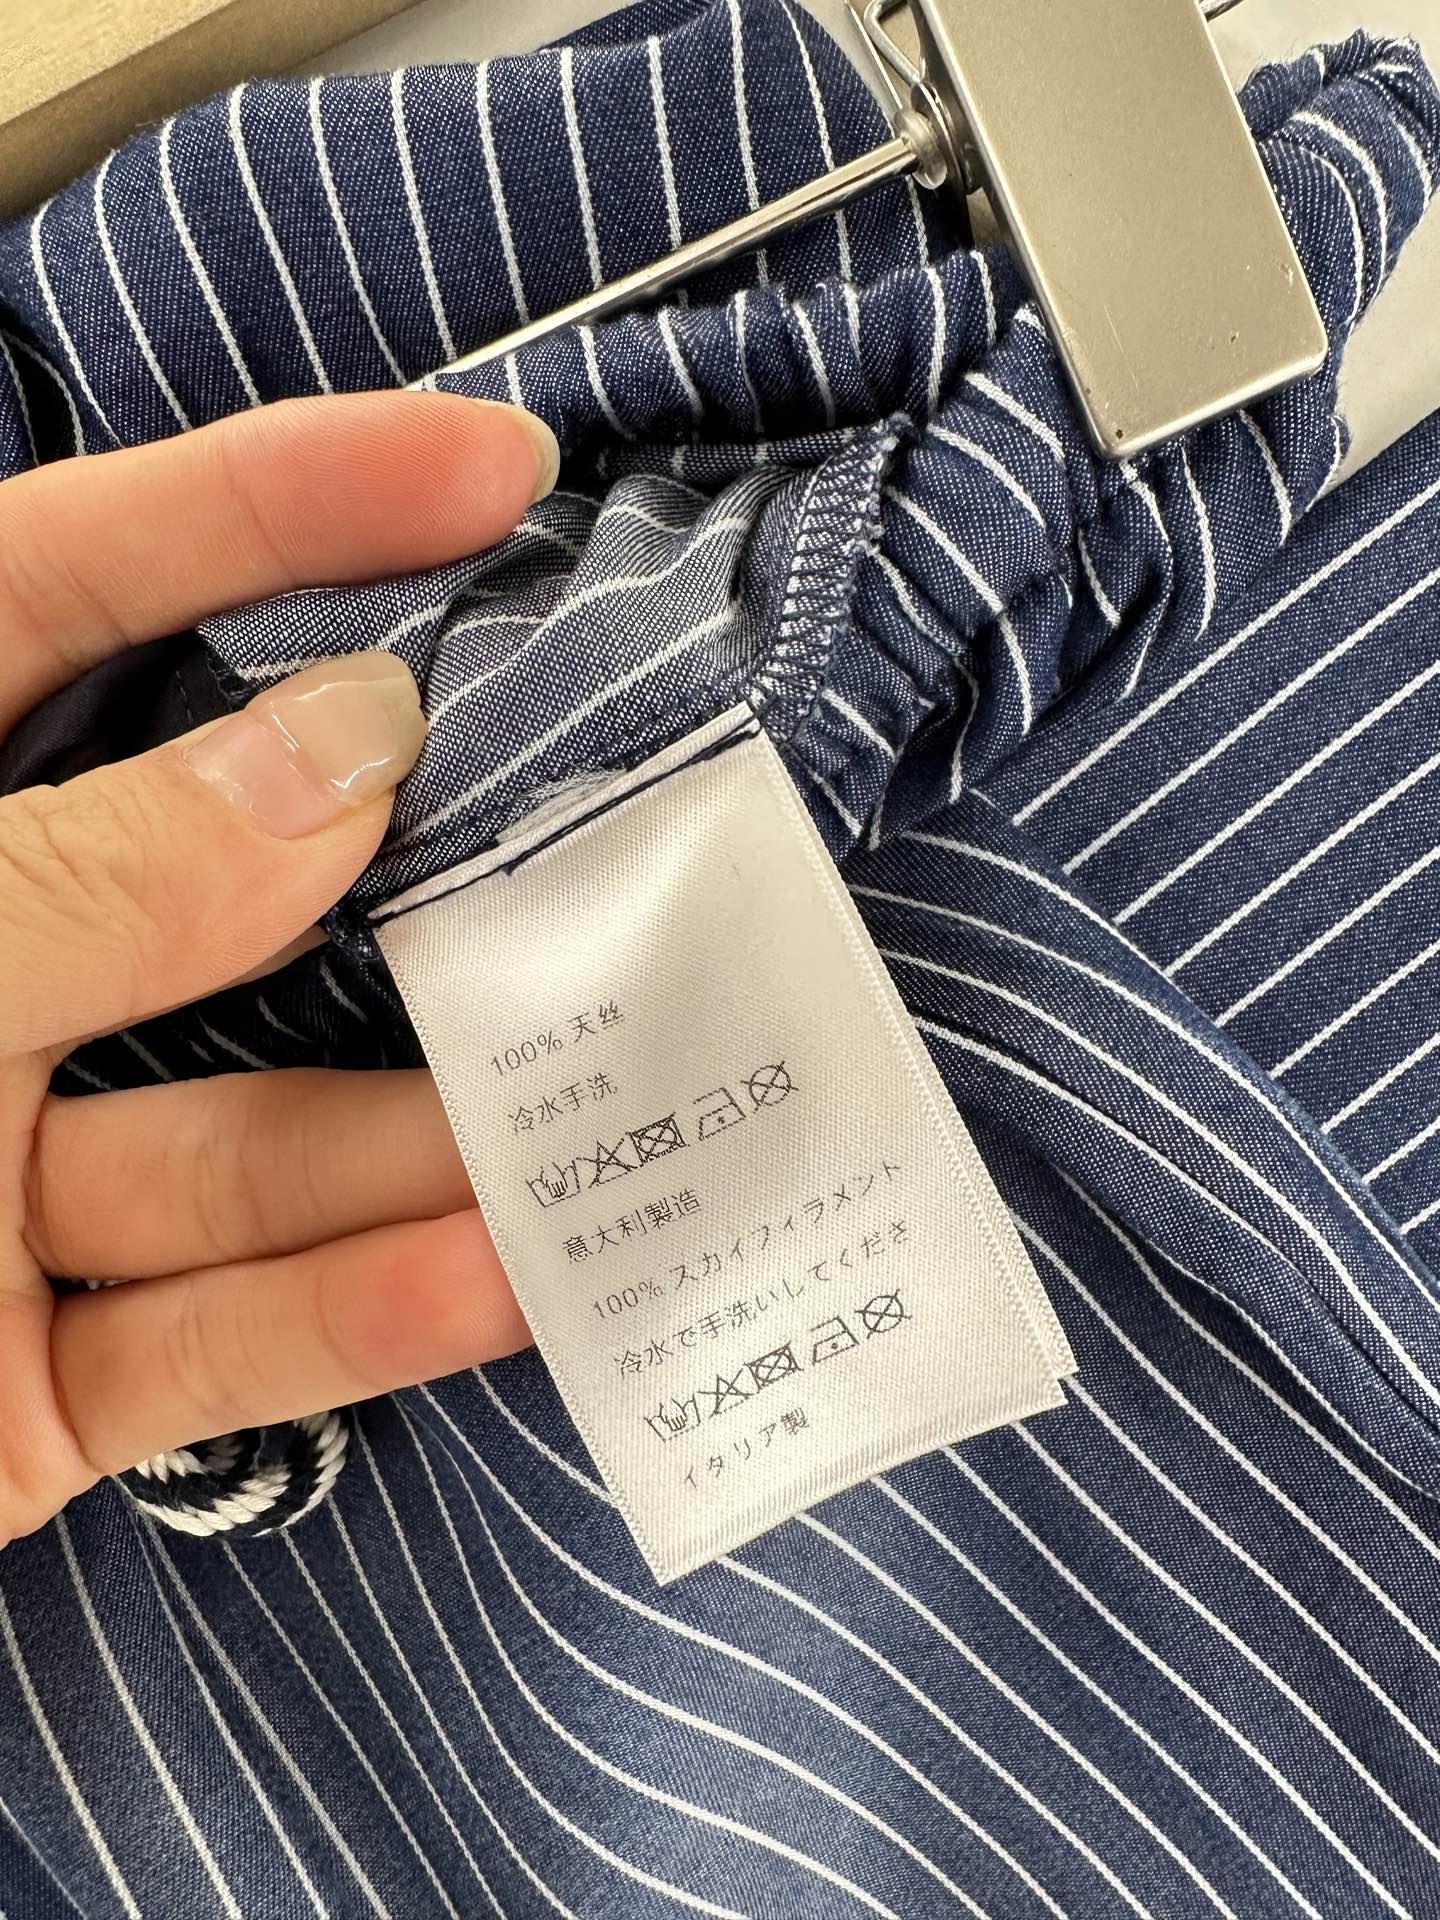 100% 天丝
冷水手洗
意大利製造
100% スカイフィラメント
冷水で手洗いしてくださ
イタリア製